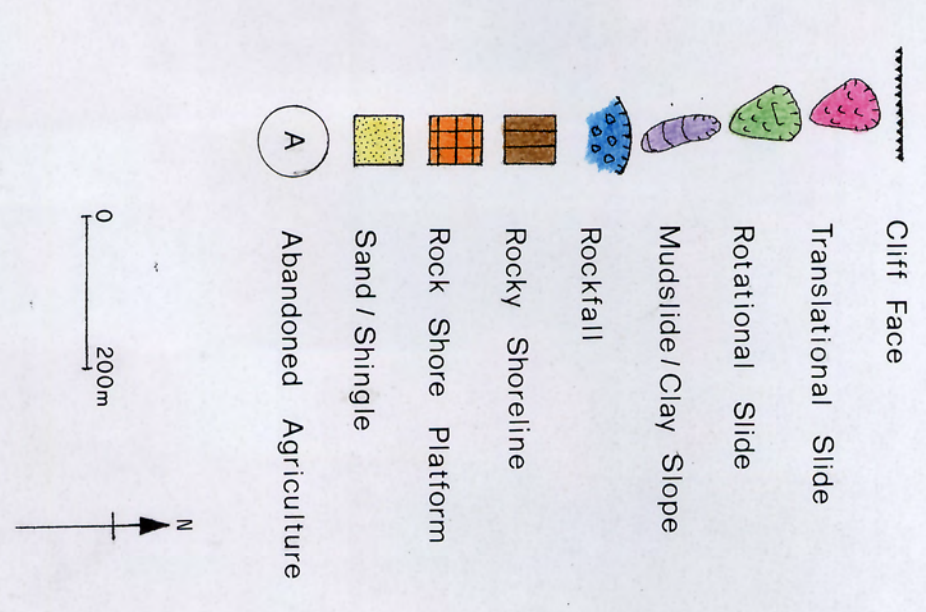 Cliff Face
Translational Slide
Rotational Slide
Mudslide/Clay Slope
Rockfall
Rocky Shoreline
Rock Shore Platform
Sand/Shingle
A Abandoned Agriculture
0 200m
N